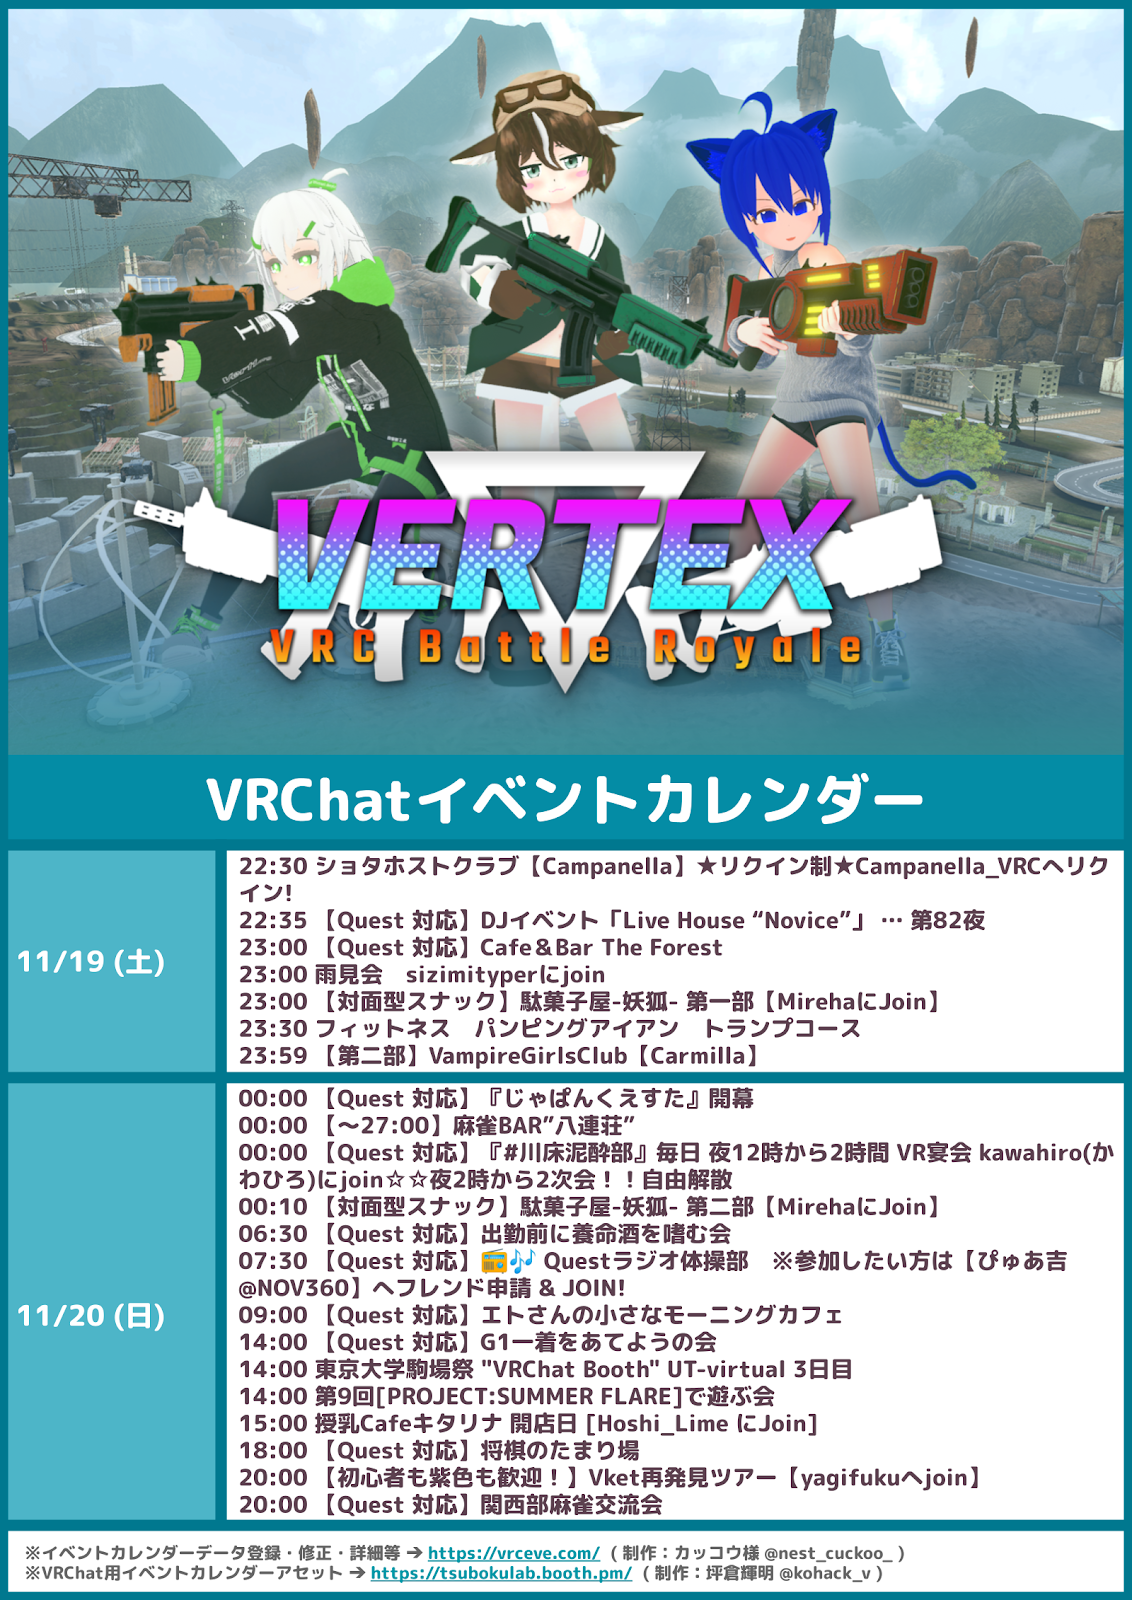 VERTEX
VRC Battle Royale
VRChatイベントカレンダー
11/19 (土)
22:30 ショタホストクラブ【Campanella】★リクイン制★Campanella_VRCへリク
イン!
22:35 【Quest 対応】DJイベント「Live House “Novice”」 … 第82夜
23:00 【Quest 対応】Cafe＆Bar The Forest
23:00 雨見会　sizimityperにjoin
23:00 【対面型スナック】駄菓子屋-妖狐- 第一部【MirehaにJoin】
23:30 フィットネス　パンピングアイアン　トランプコース
23:59 【第二部】VampireGirlsClub【Carmilla】
11/20 (日)
00:00 【Quest 対応】『じゃぱんくえすた』開幕
00:00 【～27:00】麻雀BAR”八連荘”
00:00 【Quest 対応】『#川床泥酔部』毎日 夜12時から2時間 VR宴会 kawahiro(か
わひろ)にjoin☆☆夜2時から2次会！！自由解散
00:10 【対面型スナック】駄菓子屋-妖狐- 第二部【MirehaにJoin】
06:30 【Quest 対応】出勤前に養命酒を嗜む会
07:30 【Quest 対応】📻🎶 Questラジオ体操部　※参加したい方は【ぴゅあ吉
@NOV360】へフレンド申請 & JOIN!
09:00 【Quest 対応】エトさんの小さなモーニングカフェ
14:00 【Quest 対応】G1一着をあてようの会
14:00 東京大学駒場祭 "VRChat Booth" UT-virtual 3日目
14:00 第9回[PROJECT:SUMMER FLARE]で遊ぶ会
15:00 授乳Cafeキタリナ 開店日 [Hoshi_Lime にJoin]
18:00 【Quest 対応】将棋のたまり場
20:00 【初心者も紫色も歓迎！】Vket再発見ツアー【yagifukuへjoin】
20:00 【Quest 対応】関西部麻雀交流会
※イベントカレンダーデータ登録・修正・詳細等 → https://vrceve.com/ ( 制作：カッコウ様 @nest_cuckoo_ )
※VRChat用イベントカレンダーアセット → https://tsubokulab.booth.pm/ ( 制作：坪倉輝明 @kohack_v )